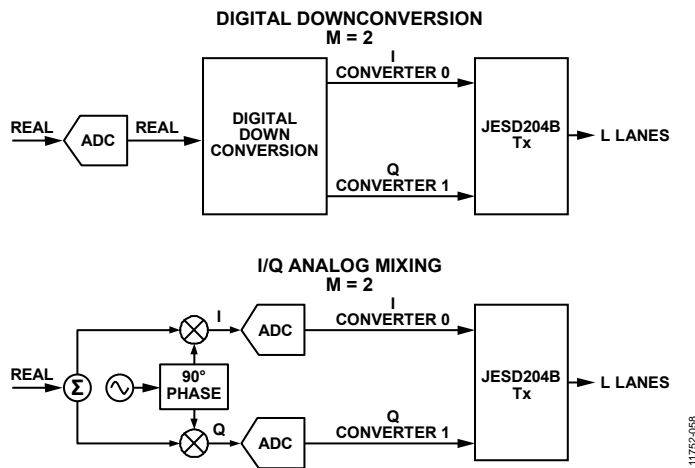 DIGITAL DOWNCONVERSION
M = 2
I
CONVERTER 0
REAL
ADC
REAL
DIGITAL
DOWN
CONVERSION
JESD204B
Tx
L LANES
Q
CONVERTER 1
I/Q ANALOG MIXING
M = 2
I
ADC
I
CONVERTER 0
REAL
Σ
90°
PHASE
JESD204B
Tx
L LANES
Q
ADC
Q
CONVERTER 1
11752-058